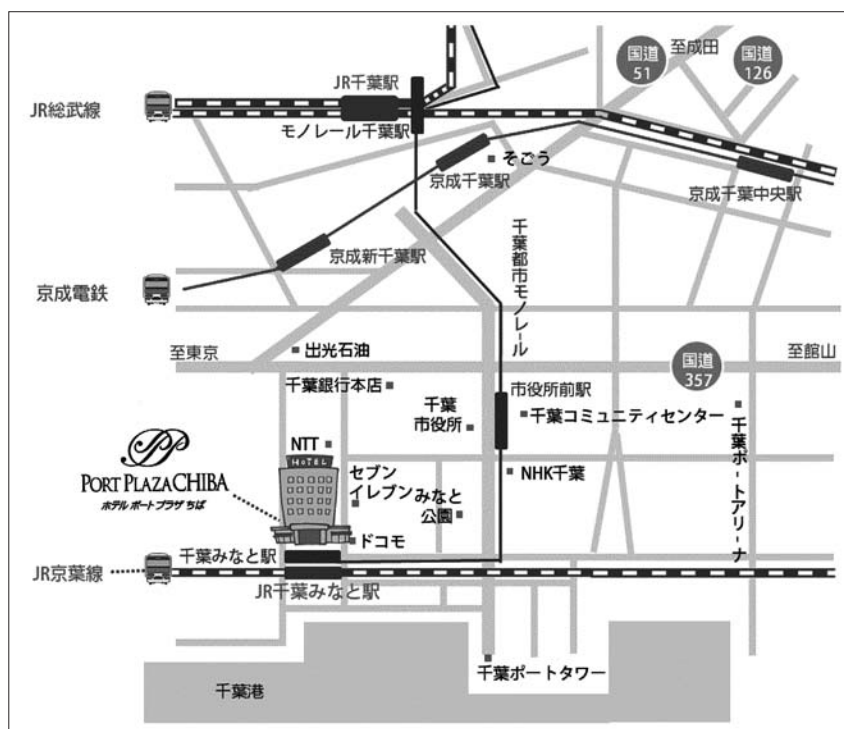 国道
51
至成田
国道
126
JR千葉駅
JR総武線
モノレール千葉駅
そごう
京成千葉駅
京成千葉中央駅
京成新千葉駅
千葉都市モノレール
京成電鉄
出光石油
至東京
国道
357
至館山
千葉銀行本店
市役所前駅
千葉
市役所
千葉コミュニティセンター
千葉ポートアリーナ
NTT
HOTEL
PORT PLAZA CHIBA
ホテル ポートプラザ ちば
セブン
イレブン
みなと
公園
NHK千葉
ドコモ
千葉みなと駅
JR京葉線
JR千葉みなと駅
千葉ポートタワー
千葉港